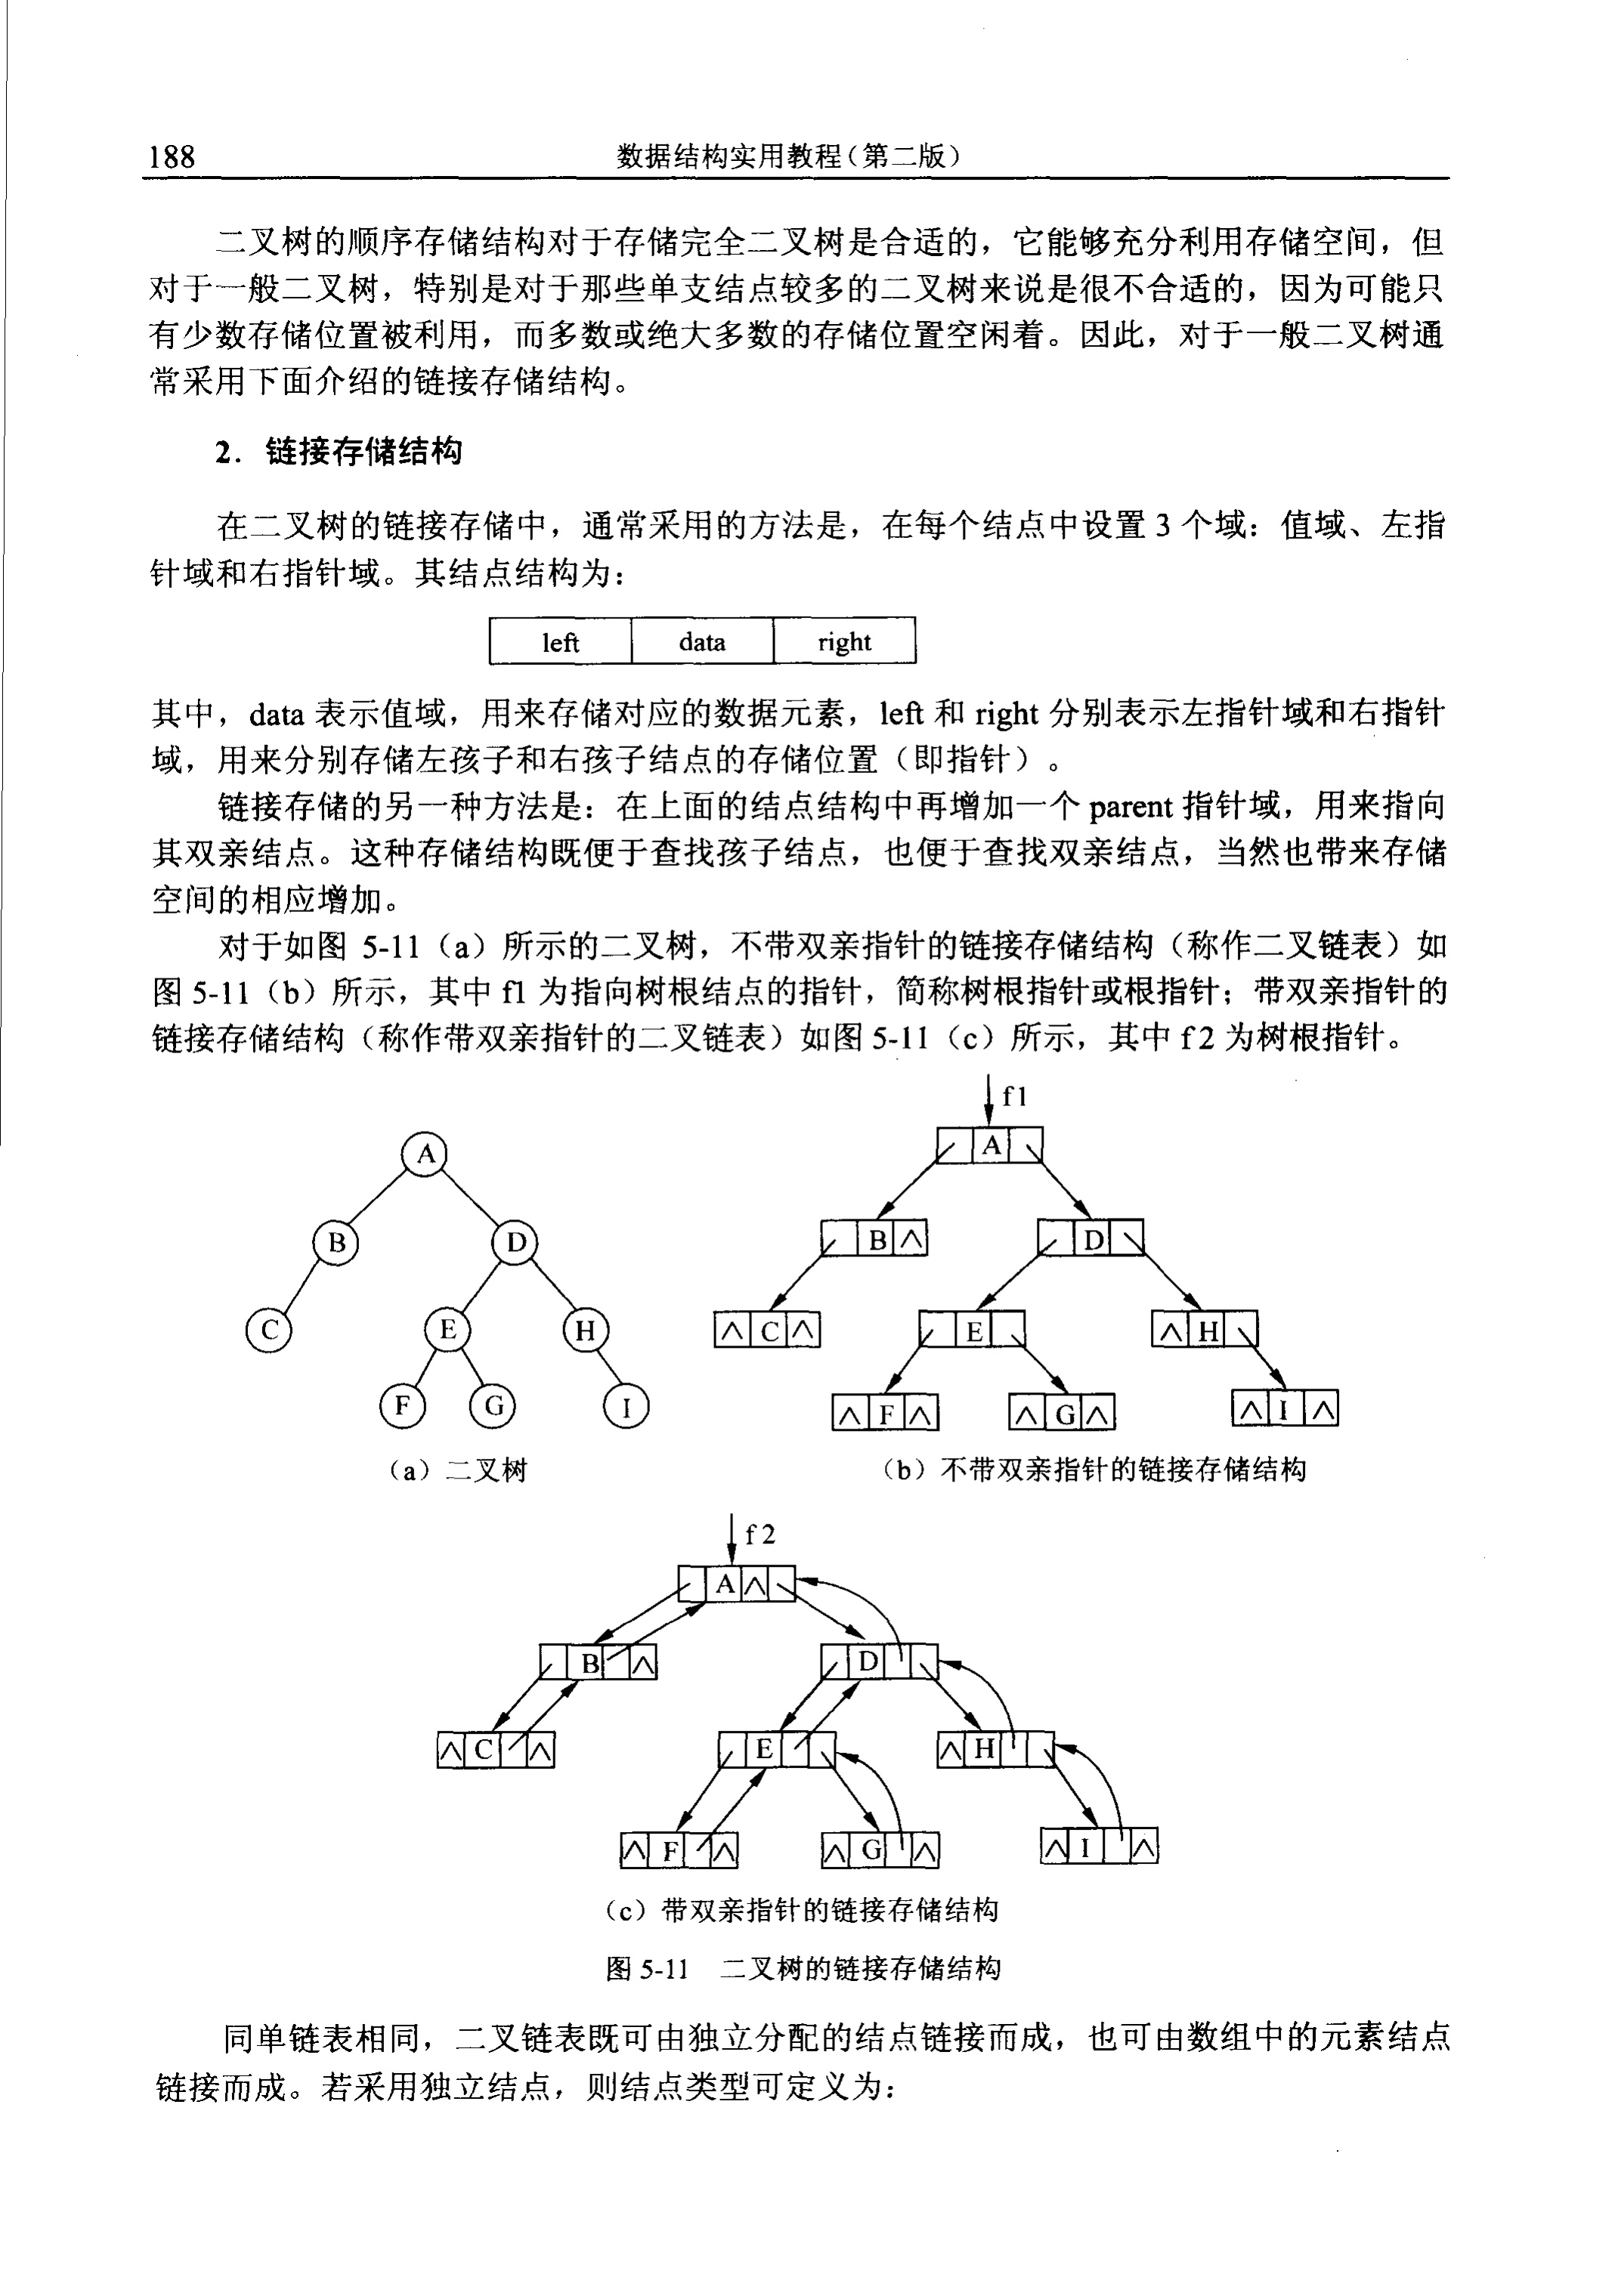 188
数据结构实用教程(第二版)
二叉树的顺序存储结构对于存储完全二叉树是合适的，它能够充分利用存储空间，但
对于一般二叉树，特别是对于那些单支结点较多的二叉树来说是很不合适的，因为可能只
有少数存储位置被利用，而多数或绝大多数的存储位置空闲着。因此，对于一般二叉树通
常采用下面介绍的链接存储结构。
2．链接存储结构
在二叉树的链接存储中，通常采用的方法是，在每个结点中设置 3 个域：值域、左指
针域和右指针域。其结点结构为：
left data right
其中，data 表示值域，用来存储对应的数据元素，left 和 right 分别表示左指针域和右指针
域，用来分别存储左孩子和右孩子结点的存储位置（即指针）。
链接存储的另一种方法是：在上面的结点结构中再增加一个 parent 指针域，用来指向
其双亲结点。这种存储结构既便于查找孩子结点，也便于查找双亲结点，当然也带来存储
空间的相应增加。
对于如图 5-11（a）所示的二叉树，不带双亲指针的链接存储结构（称作二叉链表）如
图 5-11（b）所示，其中 f1 为指向树根结点的指针，简称树根指针或根指针；带双亲指针的
链接存储结构（称作带双亲指针的二叉链表）如图 5-11（c）所示，其中 f2 为树根指针。
A
B D
C E H
F G I
（a）二叉树
f1
A
B ∧ D
∧ C ∧ E ∧ H
∧ F ∧ ∧ G ∧ ∧ I ∧
（b）不带双亲指针的链接存储结构
f2
A ∧
B ∧ D
∧ C ∧ E ∧ H
∧ F ∧ ∧ G ∧ ∧ I ∧
（c）带双亲指针的链接存储结构
图 5-11 二叉树的链接存储结构
同单链表相同，二叉链表既可由独立分配的结点链接而成，也可由数组中的元素结点
链接而成。若采用独立结点，则结点类型可定义为：